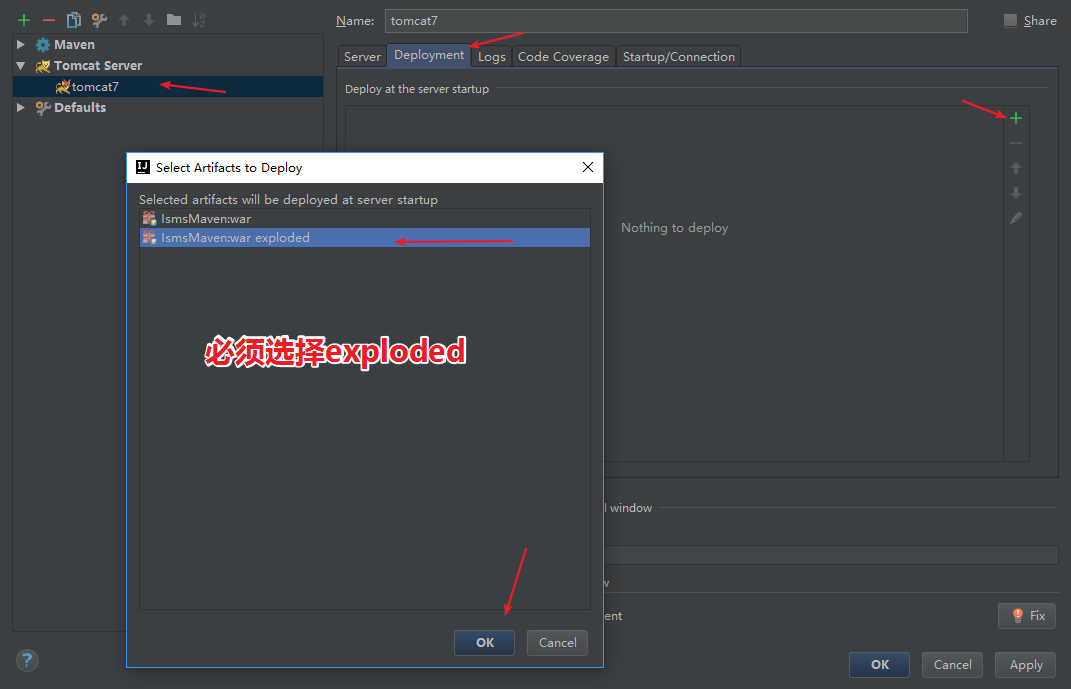 Name: tomcat7
Share
Maven
Tomcat Server
tomcat7
Defaults
Server Deployment Logs Code Coverage Startup/Connection
Deploy at the server startup
Nothing to deploy
Select Artifacts to Deploy
Selected artifacts will be deployed at server startup
IsmsMaven:war
IsmsMaven:war exploded
必须选择exploded
OK Cancel
window
Fix
?
OK Cancel Apply